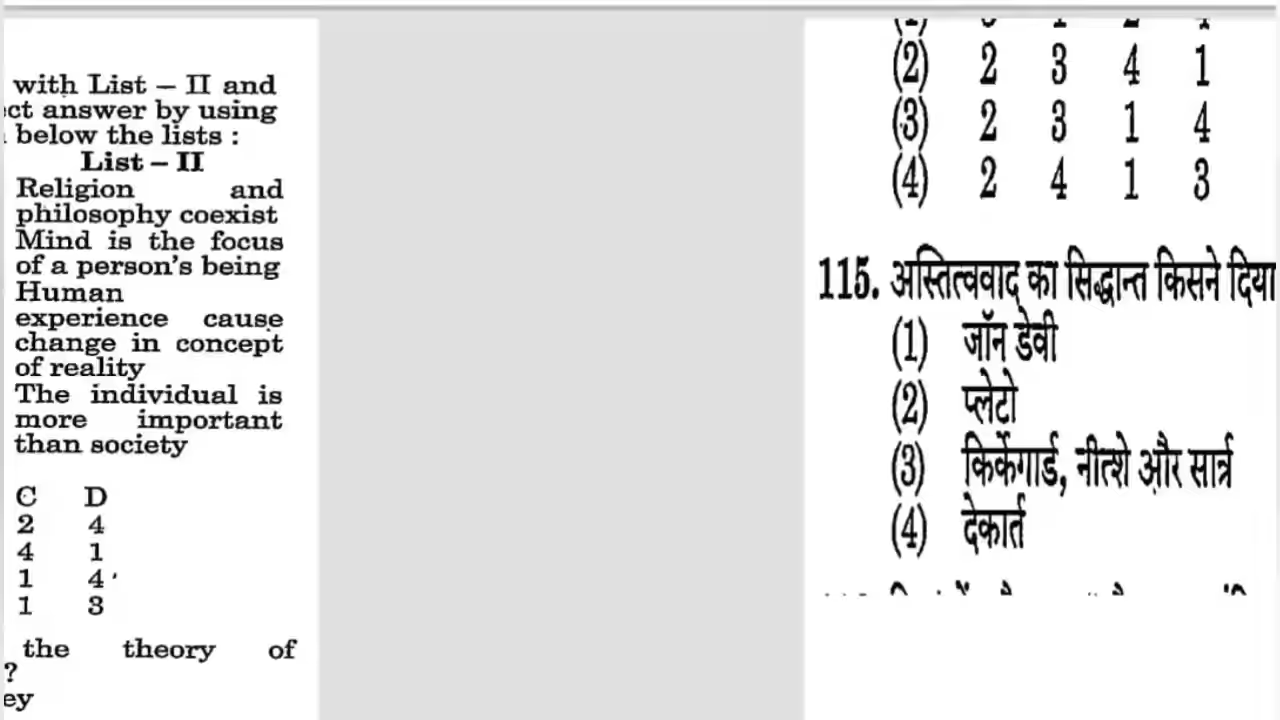 with List – II and
ct answer by using
below the lists :
List – II
Religion and
philosophy coexist
Mind is the focus
of a person's being
Human
experience cause
change in concept
of reality
The individual is
more important
than society
C D
2 4
4 1
1 4
1 3
the theory of
?
ey
(2) 2 3 4 1
(3) 2 3 1 4
(4) 2 4 1 3
115. अस्तित्ववाद का सिद्धान्त किसने दिया
(1) जॉन डेवी
(2) प्लेटो
(3) किर्केगार्ड, नीत्शे और सार्त्र
(4) देकार्त